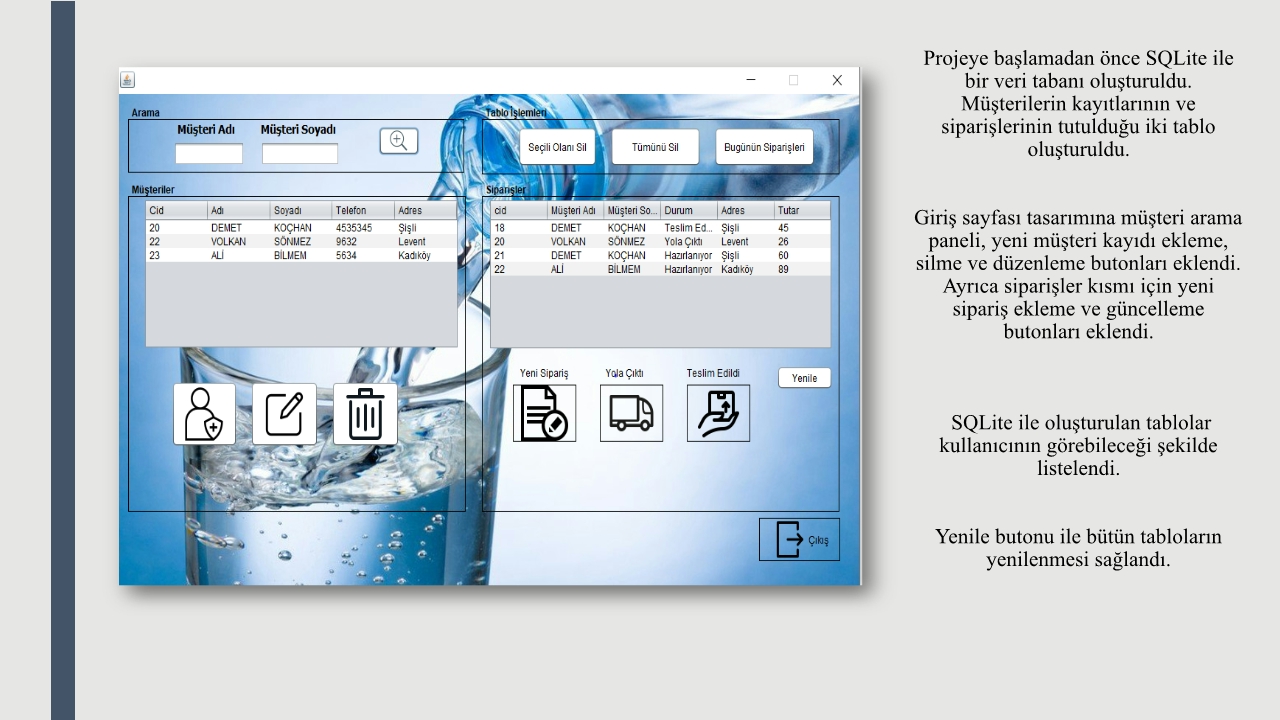 Arama
Müşteri Adı Müşteri Soyadı
Tablo İşlemleri
Seçili Olanı Sil Tümünü Sil Bugünün Siparişleri
Müşteriler
Cid Adı Soyadı Telefon Adres
20 DEMET KOÇHAN 4535345 Şişli
22 VOLKAN SÖNMEZ 9632 Levent
23 ALİ BİLMEM 5634 Kadıköy
Siparişler
cid Müşteri Adı Müşteri So... Durum Adres Tutar
18 DEMET KOÇHAN Teslim Ed... Şişli 45
20 VOLKAN SÖNMEZ Yola Çıktı Levent 26
21 DEMET KOÇHAN Hazırlanıyor Şişli 60
22 ALİ BİLMEM Hazırlanıyor Kadıköy 89
Yeni Sipariş Yola Çıktı Teslim Edildi
Yenile
Çıkış
Projeye başlamadan önce SQLite ile
bir veri tabanı oluşturuldu.
Müşterilerin kayıtlarının ve
siparişlerinin tutulduğu iki tablo
oluşturuldu.
Giriş sayfası tasarımına müşteri arama
paneli, yeni müşteri kayıdı ekleme,
silme ve düzenleme butonları eklendi.
Ayrıca siparişler kısmı için yeni
sipariş ekleme ve güncelleme
butonları eklendi.
SQLite ile oluşturulan tablolar
kullanıcının görebileceği şekilde
listelendi.
Yenile butonu ile bütün tabloların
yenilenmesi sağlandı.